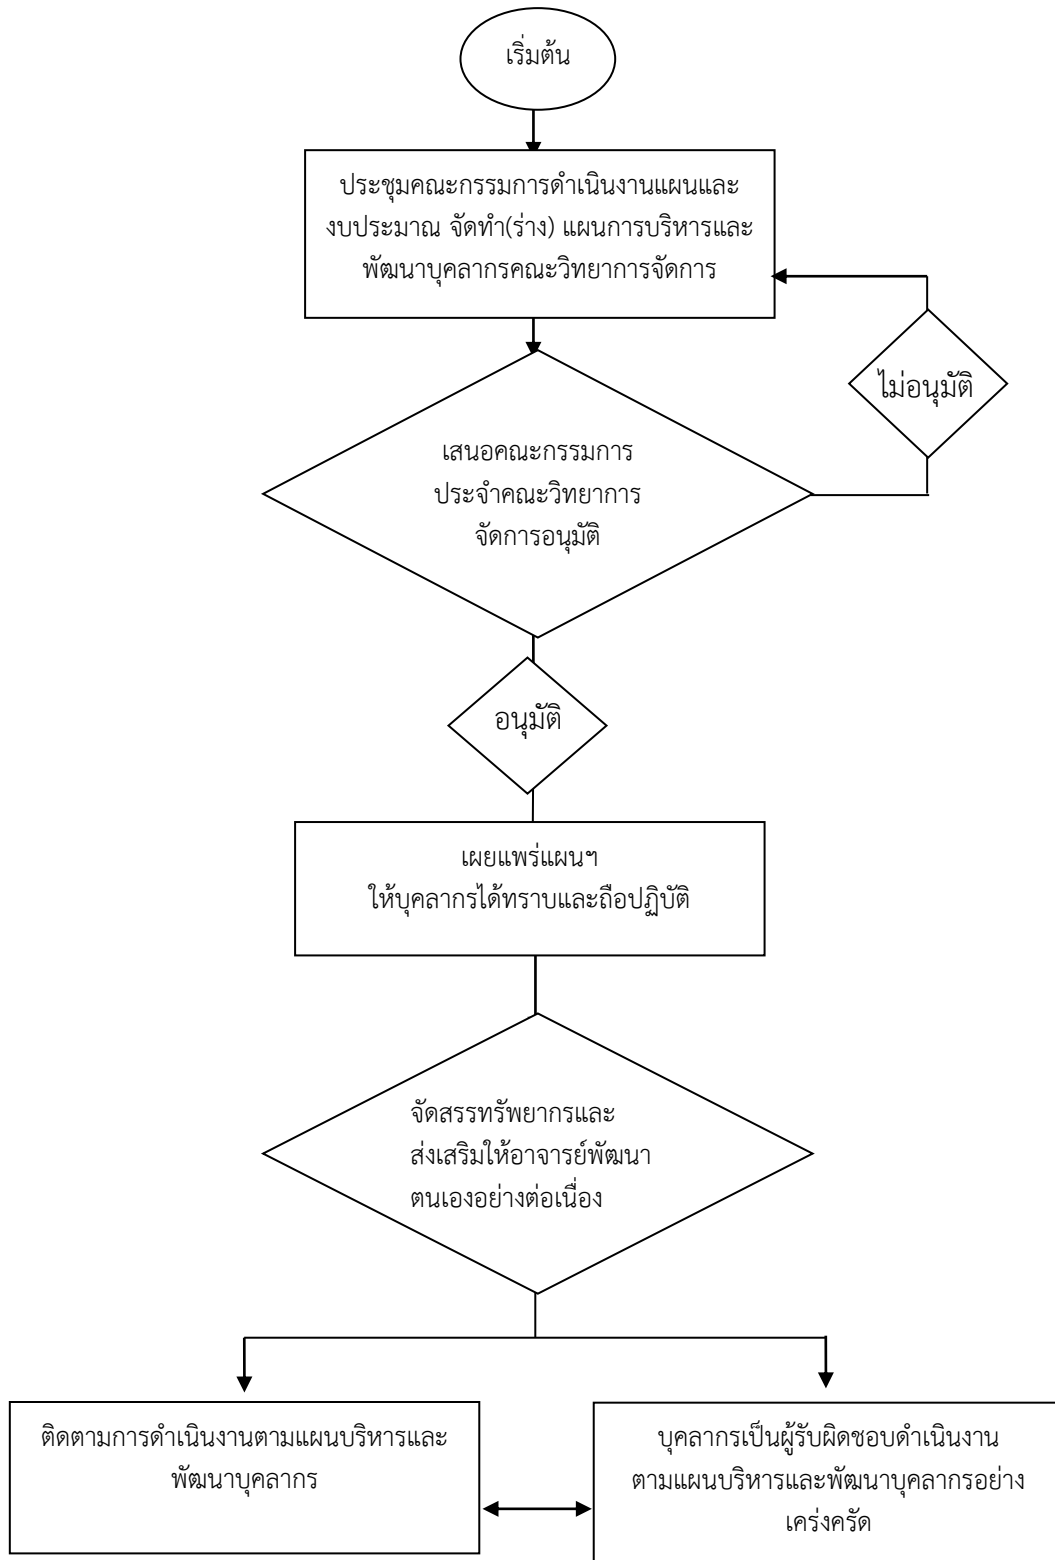 เริ่มต้น
ประชุมคณะกรรมการดำเนินงานแผนและ
งบประมาณ จัดทำ(ร่าง) แผนการบริหารและ
พัฒนาบุคลากรคณะวิทยาการจัดการ
ไม่อนุมัติ
เสนอคณะกรรมการ
ประจำคณะวิทยาการ
จัดการอนุมัติ
อนุมัติ
เผยแพร่แผนฯ
ให้บุคลากรได้ทราบและถือปฏิบัติ
จัดสรรทรัพยากรและ
ส่งเสริมให้อาจารย์พัฒนา
ตนเองอย่างต่อเนื่อง
ติดตามการดำเนินงานตามแผนบริหารและ
พัฒนาบุคลากร
บุคลากรเป็นผู้รับผิดชอบดำเนินงาน
ตามแผนบริหารและพัฒนาบุคลากรอย่าง
เคร่งครัด